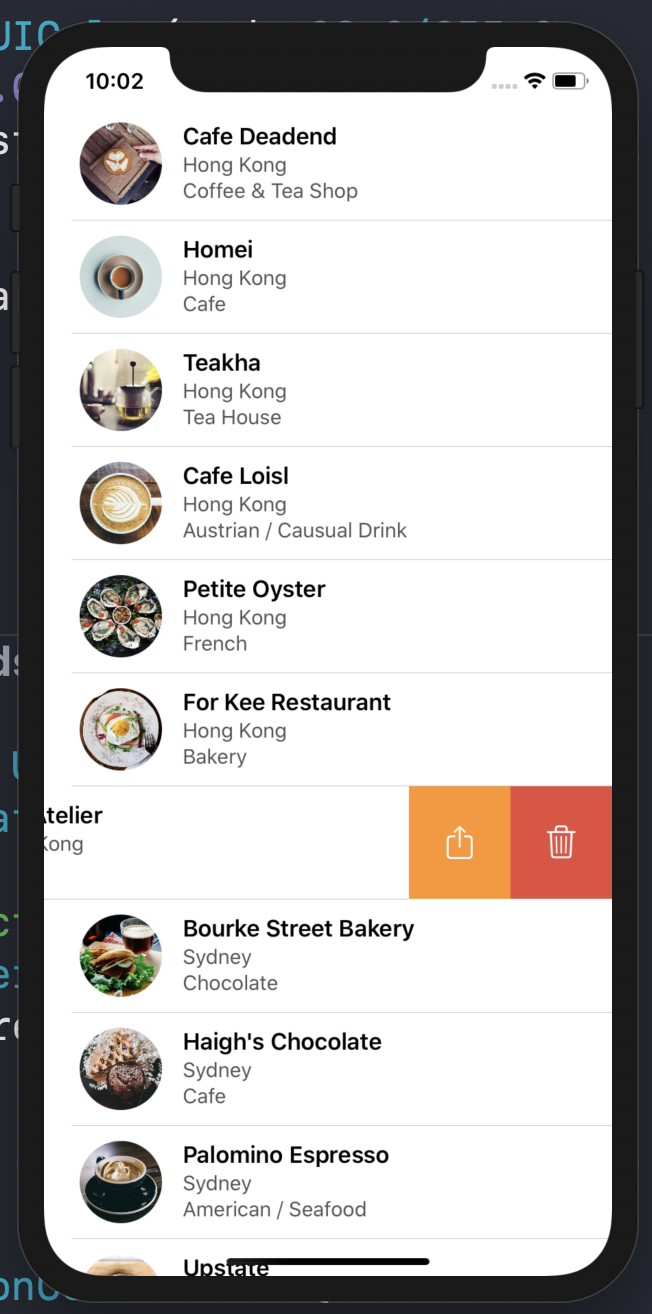 10:02
Cafe Deadend
Hong Kong
Coffee & Tea Shop
Homei
Hong Kong
Cafe
Teakha
Hong Kong
Tea House
Cafe Loisl
Hong Kong
Austrian / Causual Drink
Petite Oyster
Hong Kong
French
For Kee Restaurant
Hong Kong
Bakery
Atelier
Kong
Bourke Street Bakery
Sydney
Chocolate
Haigh's Chocolate
Sydney
Cafe
Palomino Espresso
Sydney
American / Seafood
Upstate